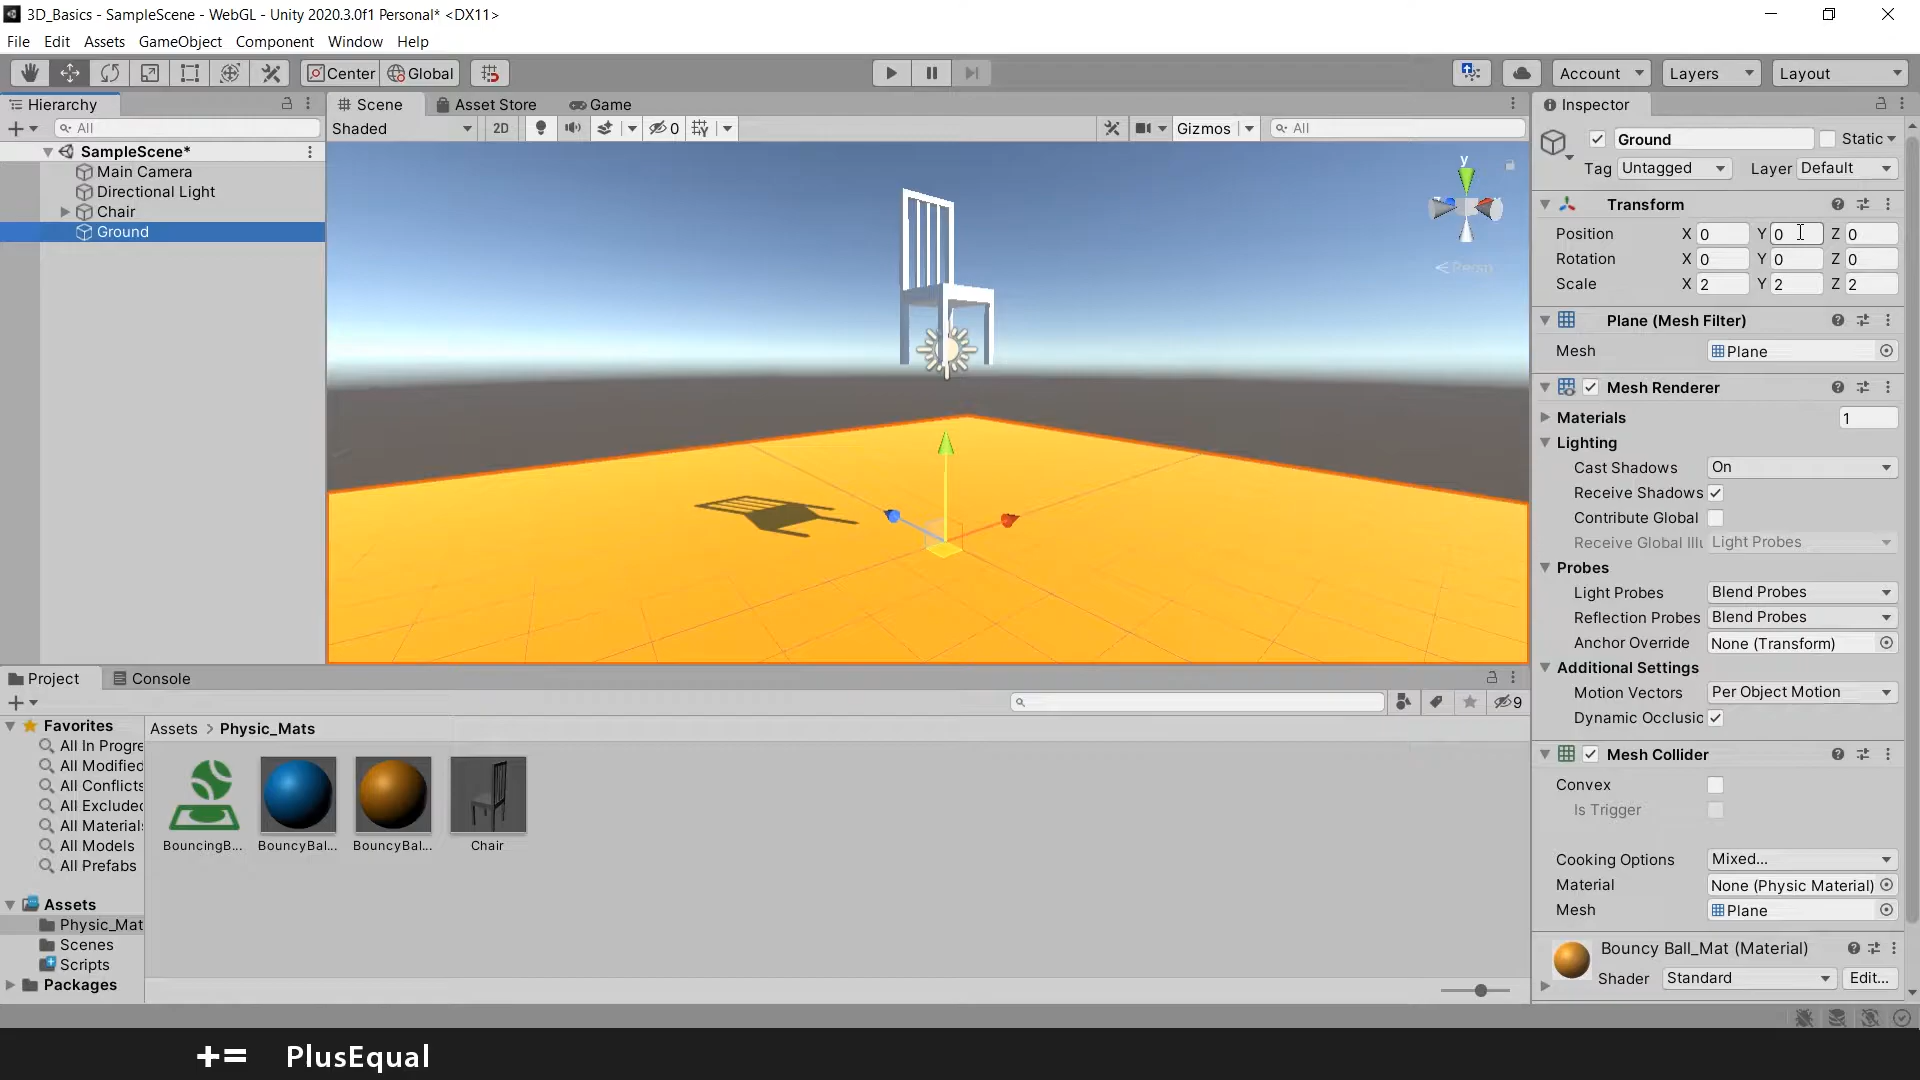 3D_Basics - SampleScene - WebGL - Unity 2020.3.0f1 Personal* <DX11>
File Edit Assets GameObject Component Window Help
Center Global Account Layers Layout
Hierarchy
All
SampleScene*
Main Camera
Directional Light
Chair
Ground
Scene Asset Store Game
Shaded 2D 0 Gizmos All
y
Persp
Inspector
Ground Static
Tag Untagged Layer Default
Transform
Position X 0 Y 0 Z 0
Rotation X 0 Y 0 Z 0
Scale X 2 Y 2 Z 2
Plane (Mesh Filter)
Mesh Plane
Mesh Renderer
Materials 1
Lighting
Cast Shadows On
Receive Shadows
Contribute Global
Receive Global Illu Light Probes
Probes
Light Probes Blend Probes
Reflection Probes Blend Probes
Anchor Override None (Transform)
Additional Settings
Motion Vectors Per Object Motion
Dynamic Occlusic
Mesh Collider
Convex
Is Trigger
Cooking Options Mixed...
Material None (Physic Material)
Mesh Plane
Bouncy Ball_Mat (Material)
Shader Standard Edit...
Project Console
9
Favorites
All In Progre
All Modified
All Conflicts
All Excluded
All Materials
All Models
All Prefabs
Assets
Physic_Mat
Scenes
Scripts
Packages
Assets > Physic_Mats
BouncingB... BouncyBal... BouncyBal... Chair
+= PlusEqual